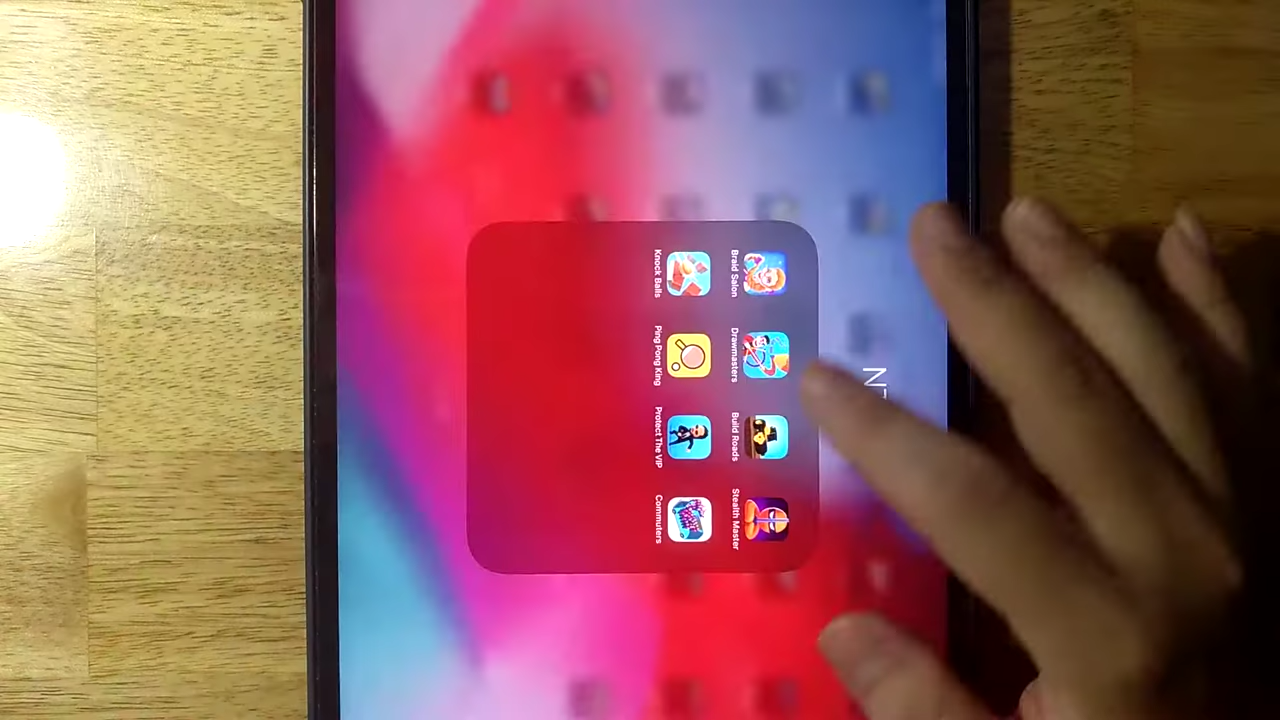 Braid Salon
Drawmasters
Build Roads
Stealth Master
Knock Balls
Ping Pong King
Protect The VIP
Commuters